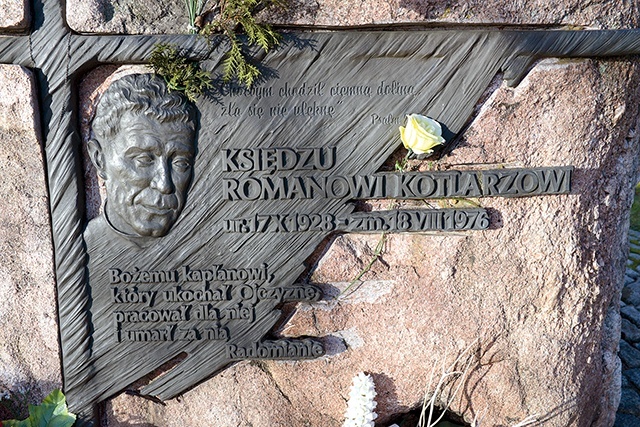 "Choćbym chodził ciemną doliną,
zła się nie ulęknę"
Psalm
KSIĘDZU
ROMANOWI KOTLARZOWI
ur. 17 X 1928 - zm. 18 VIII 1976
Bożemu kapłanowi,
który ukochał Ojczyznę,
pracował dla niej
i umarł za nią
Radomianie